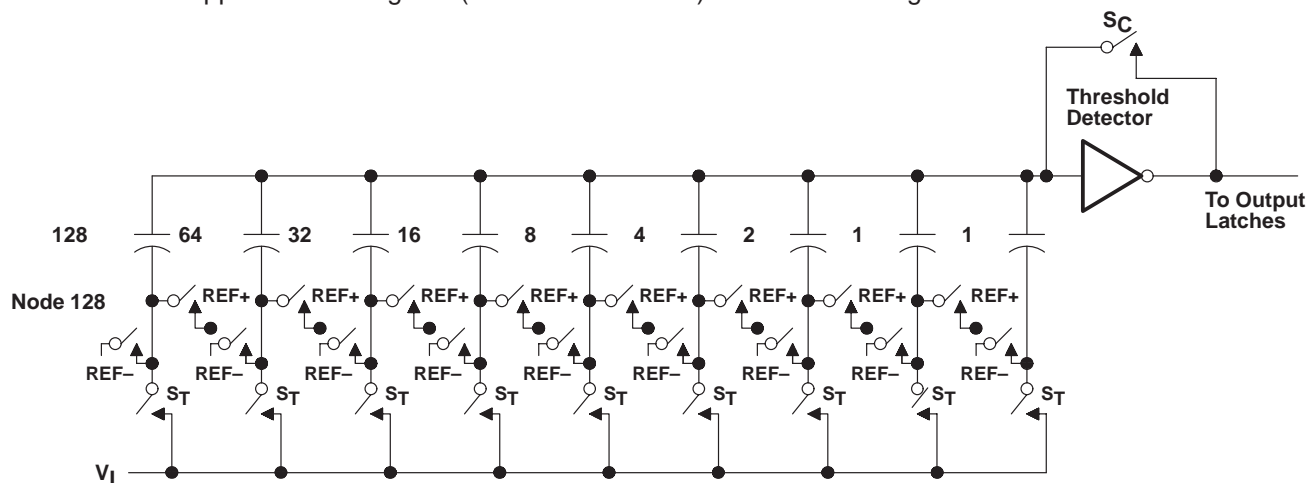 SC
Threshold
Detector
To Output
Latches
128 64 32 16 8 4 2 1 1
Node 128
REF+ REF+ REF+ REF+ REF+ REF+ REF+ REF+
REF– REF– REF– REF– REF– REF– REF– REF– REF–
ST ST ST ST ST ST ST ST ST
VI